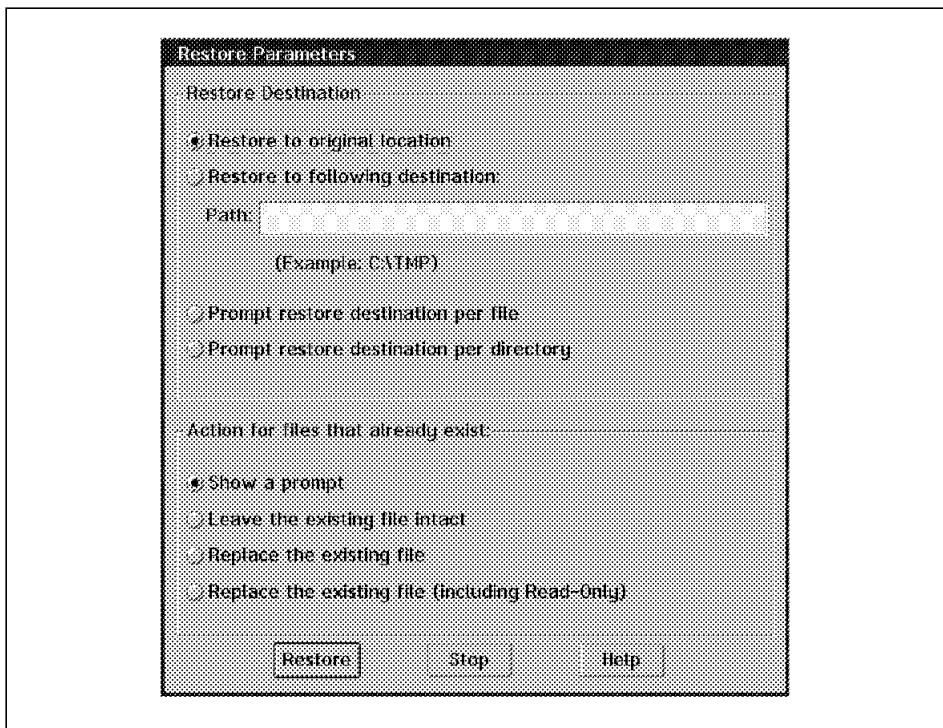 Restore Parameters
Restore Destination
Restore to original location
Restore to following destination:
Path:
(Example: C:\TMP)
Prompt restore destination per file
Prompt restore destination per directory
Action for files that already exist:
Show a prompt
Leave the existing file intact
Replace the existing file
Replace the existing file (including Read-Only)
Restore Stop Help